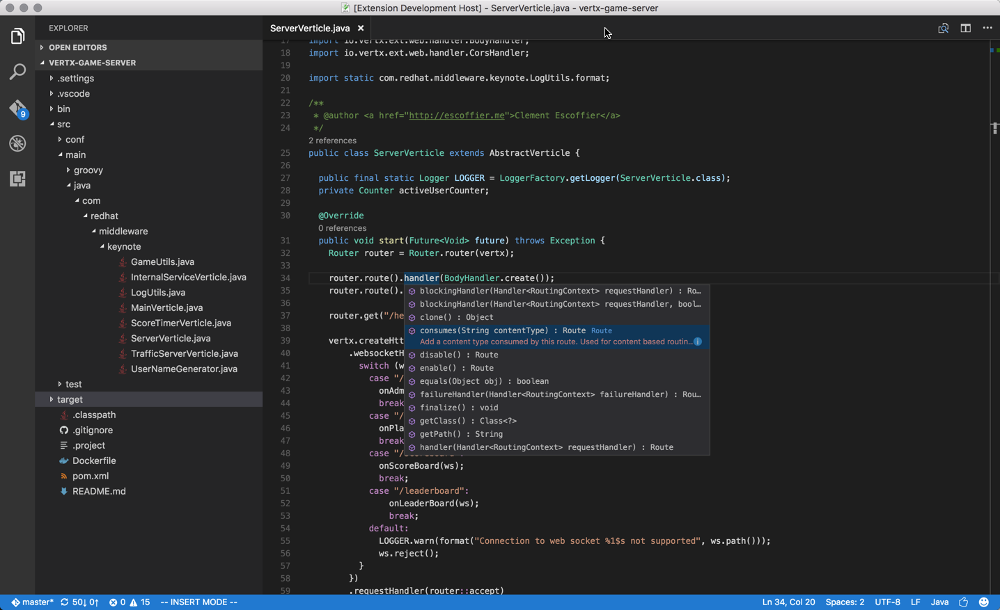 [Extension Development Host] - ServerVerticle.java - vertx-game-server
EXPLORER
OPEN EDITORS
VERTX-GAME-SERVER
.settings
.vscode
bin
src
conf
main
groovy
java
com
redhat
middleware
keynote
GameUtils.java
InternalServiceVerticle.java
LogUtils.java
MainVerticle.java
ScoreTimerVerticle.java
ServerVerticle.java
TrafficServerVerticle.java
UserNameGenerator.java
test
target
.classpath
.gitignore
.project
Dockerfile
pom.xml
README.md
9
ServerVerticle.java
17 import io.vertx.ext.web.handler.BodyHandler;
18 import io.vertx.ext.web.handler.CorsHandler;
19
20 import static com.redhat.middleware.keynote.LogUtils.format;
21
22 /**
23 * @author <a href="http://escoffier.me">Clement Escoffier</a>
24 */
2 references
25 public class ServerVerticle extends AbstractVerticle {
26
27 public final static Logger LOGGER = LoggerFactory.getLogger(ServerVerticle.class);
28 private Counter activeUserCounter;
29
30 @Override
0 references
31 public void start(Future<Void> future) throws Exception {
32 Router router = Router.router(vertx);
33
34 router.route().handler(BodyHandler.create());
35 router.route().
36
37 router.get("/he
38
39 vertx.createHtt
40 .websocketH
41 switch (w
42 case "/
43 onAdm
44 break
45 case "/
46 onPla
47 break
48 case "/
49 onScoreBoard(ws);
50 break;
51 case "/leaderboard":
52 onLeaderBoard(ws);
53 break;
54 default:
55 LOGGER.warn(format("Connection to web socket %1$s not supported", ws.path()));
56 ws.reject();
57 }
58 })
59 .requestHandler(router::accept)
blockingHandler(Handler<RoutingContext> requestHandler) : Ro…
blockingHandler(Handler<RoutingContext> requestHandler, bool…
clone() : Object
consumes(String contentType) : Route Route
Add a content type consumed by this route. Used for content based routin…
disable() : Route
enable() : Route
equals(Object obj) : boolean
failureHandler(Handler<RoutingContext> failureHandler) : Rou…
finalize() : void
getClass() : Class<?>
getPath() : String
handler(Handler<RoutingContext> requestHandler) : Route
master* 50↓ 0↑ 0 15 -- INSERT MODE -- Ln 34, Col 20 Spaces: 2 UTF-8 LF Java